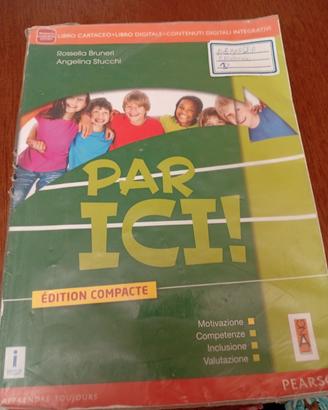 LIBRO CARTACEO+LIBRO DIGITALE+CONTENUTI DIGITALI INTEGRATIVI
Rossella Bruneri
Angelina Stucchi
PAR
ICI!
ÉDITION COMPACTE
Motivazione
Competenze
Inclusione
Valutazione
APPRENDRE TOUJOURS
PEARSO